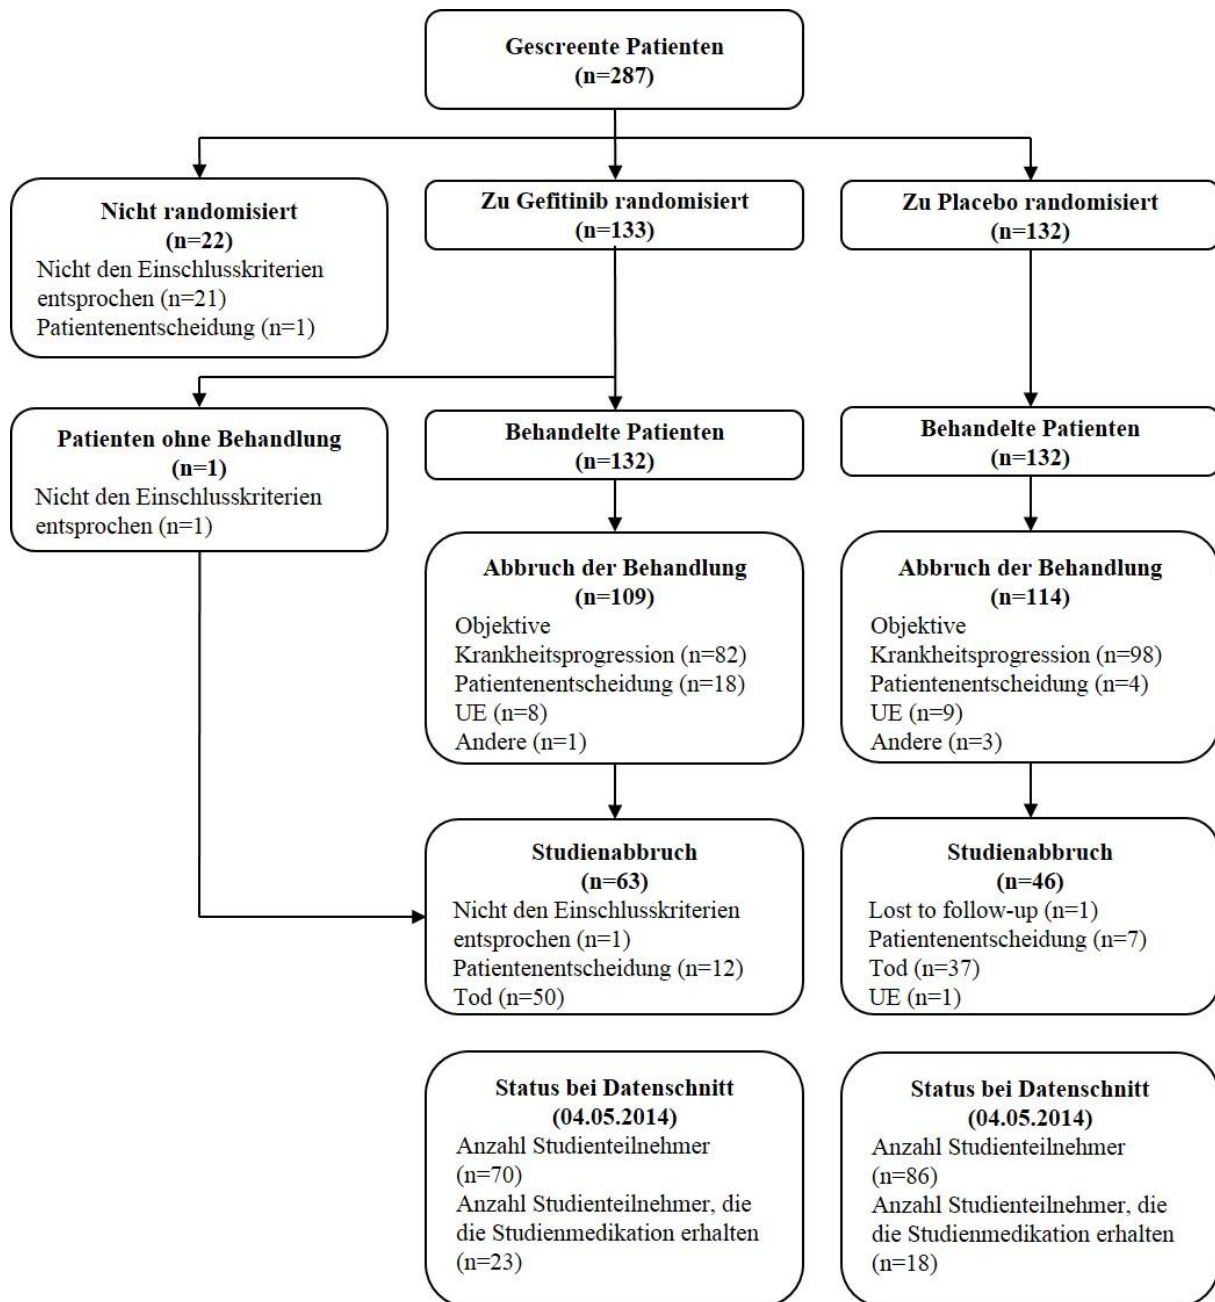 Gescreente Patienten
(n=287)
Nicht randomisiert
(n=22)
Nicht den Einschlusskriterien
entsprochen (n=21)
Patientenentscheidung (n=1)
Zu Gefitinib randomisiert
(n=133)
Zu Placebo randomisiert
(n=132)
Patienten ohne Behandlung
(n=1)
Nicht den Einschlusskriterien
entsprochen (n=1)
Behandelte Patienten
(n=132)
Behandelte Patienten
(n=132)
Abbruch der Behandlung
(n=109)
Objektive
Krankheitsprogression (n=82)
Patientenentscheidung (n=18)
UE (n=8)
Andere (n=1)
Abbruch der Behandlung
(n=114)
Objektive
Krankheitsprogression (n=98)
Patientenentscheidung (n=4)
UE (n=9)
Andere (n=3)
Studienabbruch
(n=63)
Nicht den Einschlusskriterien
entsprochen (n=1)
Patientenentscheidung (n=12)
Tod (n=50)
Studienabbruch
(n=46)
Lost to follow-up (n=1)
Patientenentscheidung (n=7)
Tod (n=37)
UE (n=1)
Status bei Datenschnitt
(04.05.2014)
Anzahl Studienteilnehmer
(n=70)
Anzahl Studienteilnehmer, die
die Studienmedikation erhalten
(n=23)
Status bei Datenschnitt
(04.05.2014)
Anzahl Studienteilnehmer
(n=86)
Anzahl Studienteilnehmer, die
die Studienmedikation erhalten
(n=18)